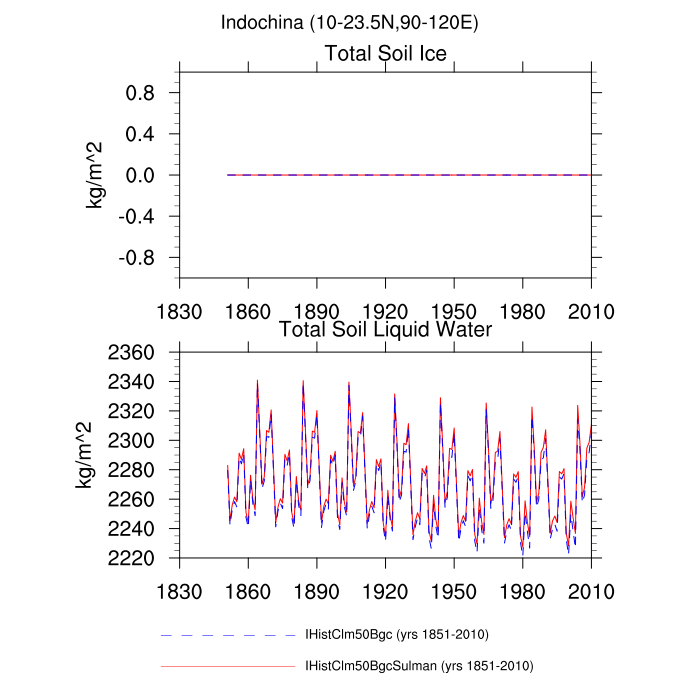 Indochina (10-23.5N,90-120E)
Total Soil Ice
kg/m^2
0.8
0.4
0.0
-0.4
-0.8
1830 1860 1890 1920 1950 1980 2010
Total Soil Liquid Water
kg/m^2
2360
2340
2320
2300
2280
2260
2240
2220
1830 1860 1890 1920 1950 1980 2010
IHistClm50Bgc (yrs 1851-2010)
IHistClm50BgcSulman (yrs 1851-2010)